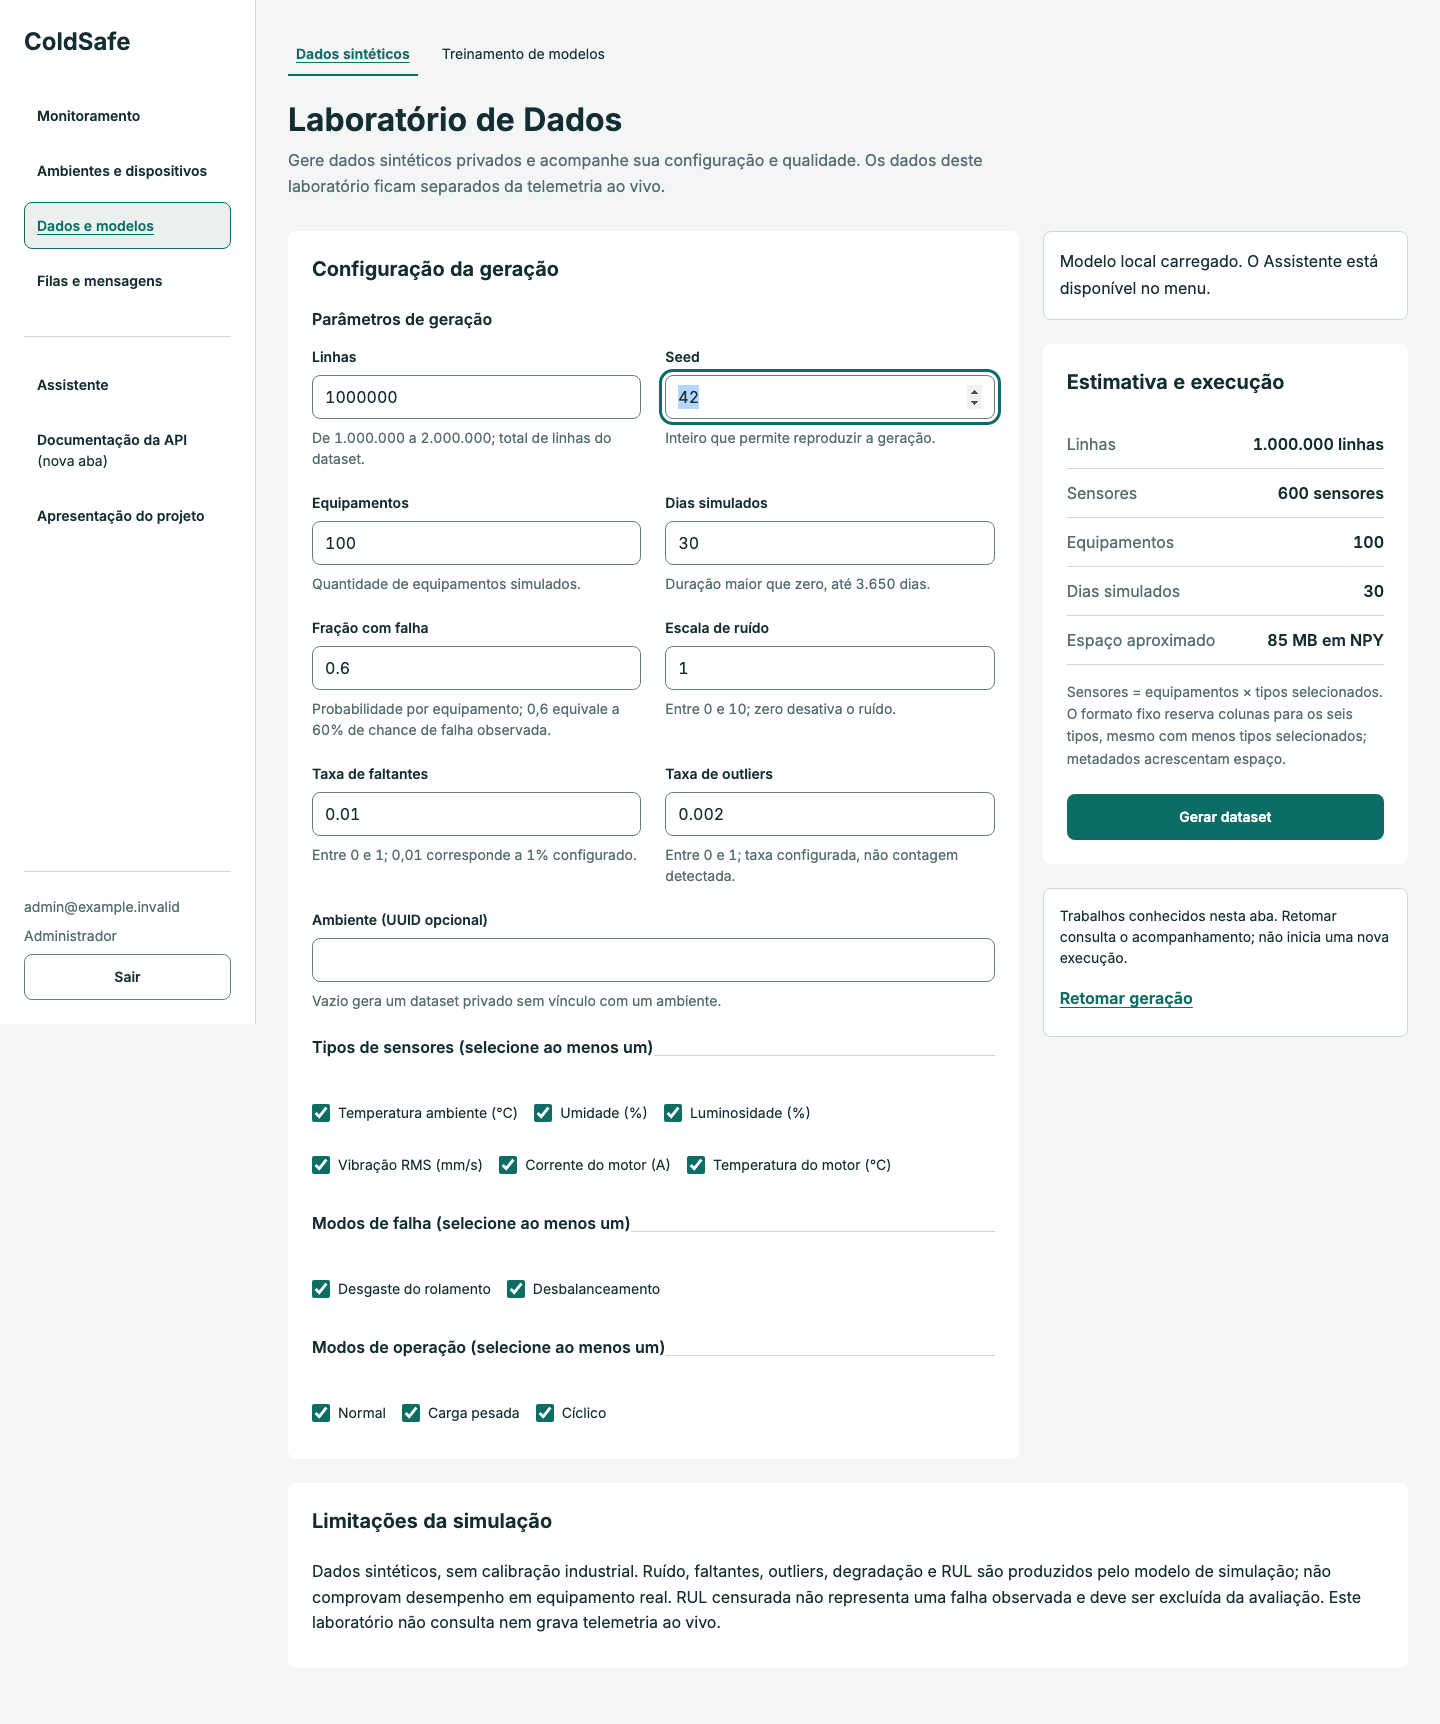 ColdSafe
Monitoramento
Ambientes e dispositivos
Dados e modelos
Filas e mensagens
Assistente
Documentação da API
(nova aba)
Apresentação do projeto
admin@example.invalid
Administrador
Sair
Dados sintéticos
Treinamento de modelos
Laboratório de Dados
Gere dados sintéticos privados e acompanhe sua configuração e qualidade. Os dados deste
laboratório ficam separados da telemetria ao vivo.
Configuração da geração
Parâmetros de geração
Linhas
1000000
De 1.000.000 a 2.000.000; total de linhas do
dataset.
Seed
42
Inteiro que permite reproduzir a geração.
Equipamentos
100
Quantidade de equipamentos simulados.
Dias simulados
30
Duração maior que zero, até 3.650 dias.
Fração com falha
0.6
Probabilidade por equipamento; 0,6 equivale a
60% de chance de falha observada.
Escala de ruído
1
Entre 0 e 10; zero desativa o ruído.
Taxa de faltantes
0.01
Entre 0 e 1; 0,01 corresponde a 1% configurado.
Taxa de outliers
0.002
Entre 0 e 1; taxa configurada, não contagem
detectada.
Ambiente (UUID opcional)
Vazio gera um dataset privado sem vínculo com um ambiente.
Tipos de sensores (selecione ao menos um)
Temperatura ambiente (°C)
Umidade (%)
Luminosidade (%)
Vibração RMS (mm/s)
Corrente do motor (A)
Temperatura do motor (°C)
Modos de falha (selecione ao menos um)
Desgaste do rolamento
Desbalanceamento
Modos de operação (selecione ao menos um)
Normal
Carga pesada
Cíclico
Modelo local carregado. O Assistente está
disponível no menu.
Estimativa e execução
Linhas 1.000.000 linhas
Sensores 600 sensores
Equipamentos 100
Dias simulados 30
Espaço aproximado 85 MB em NPY
Sensores = equipamentos × tipos selecionados.
O formato fixo reserva colunas para os seis
tipos, mesmo com menos tipos selecionados;
metadados acrescentam espaço.
Gerar dataset
Trabalhos conhecidos nesta aba. Retomar
consulta o acompanhamento; não inicia uma nova
execução.
Retomar geração
Limitações da simulação
Dados sintéticos, sem calibração industrial. Ruído, faltantes, outliers, degradação e RUL são produzidos pelo modelo de simulação; não
comprovam desempenho em equipamento real. RUL censurada não representa uma falha observada e deve ser excluída da avaliação. Este
laboratório não consulta nem grava telemetria ao vivo.